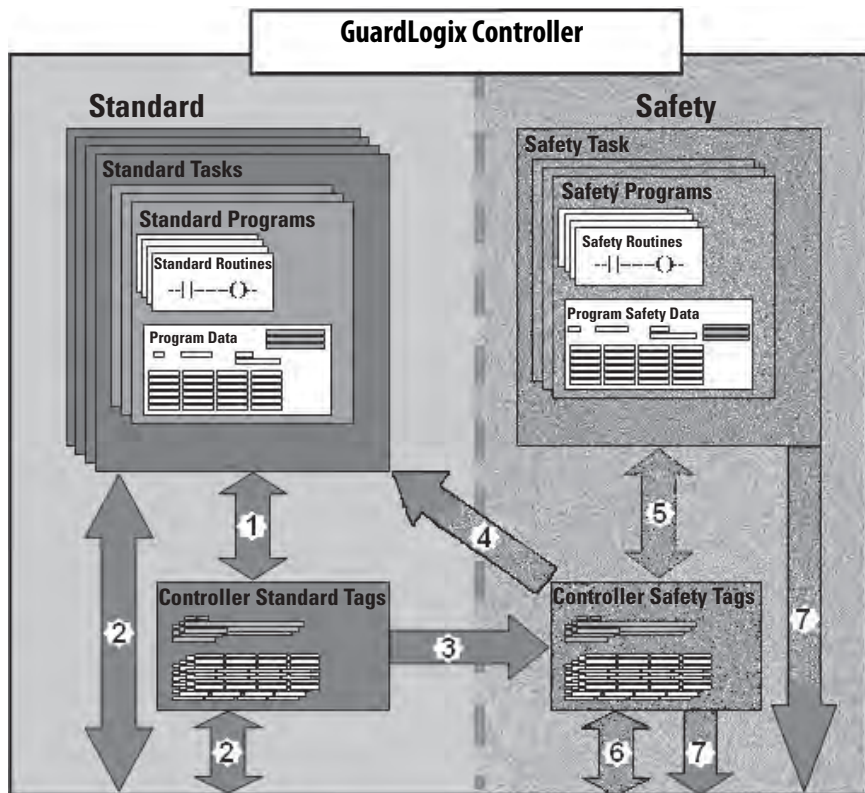 GuardLogix Controller
Standard
Safety
Standard Tasks
Standard Programs
Standard Routines
Program Data
Safety Task
Safety Programs
Safety Routines
Program Safety Data
1
2
3
4
5
7
Controller Standard Tags
Controller Safety Tags
2
6
7